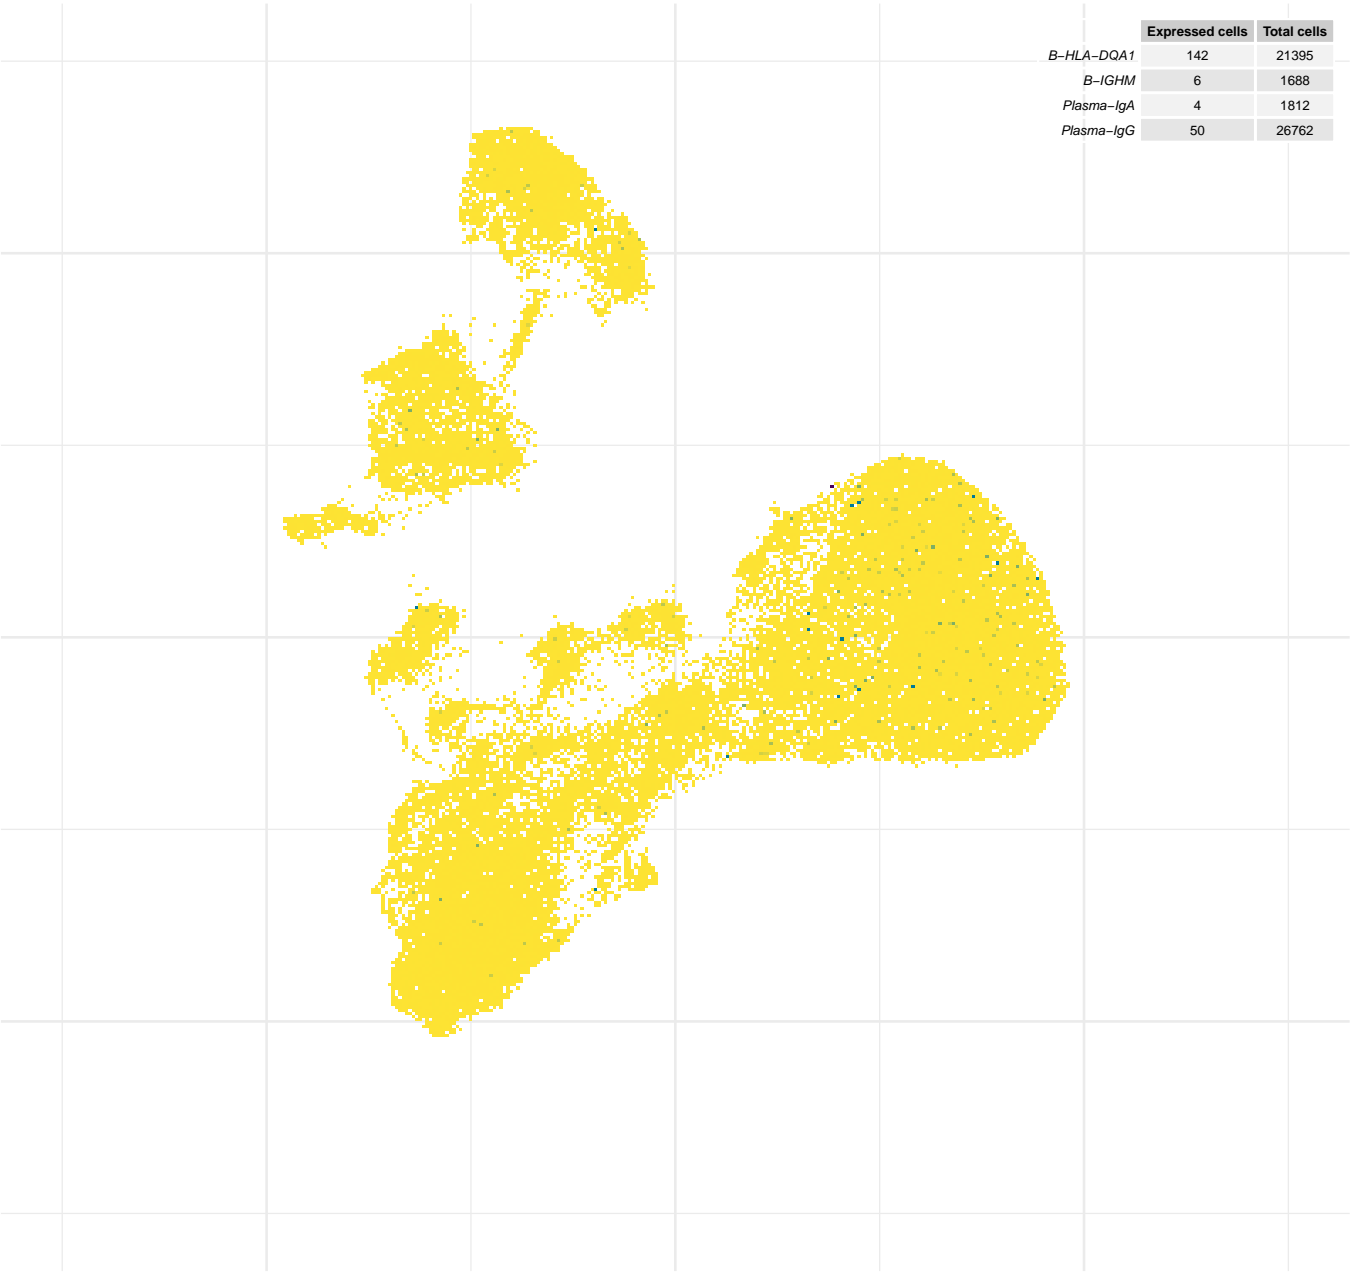 Expressed cells Total cells
B−HLA−DQA1 142 21395
B−IGHM 6 1688
Plasma−IgA 4 1812
Plasma−IgG 50 26762